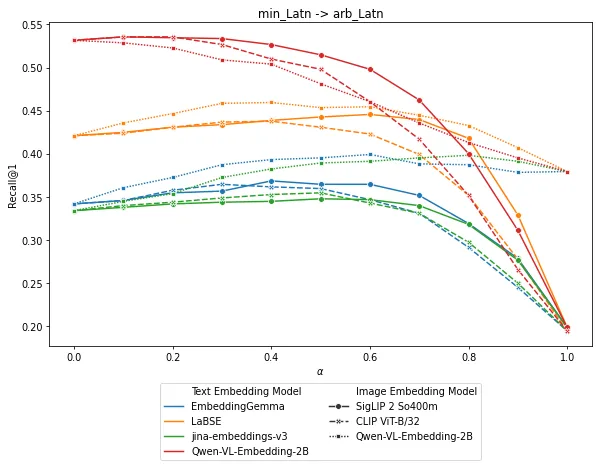 min_Latn -> arb_Latn
0.55
0.50
0.45
0.40
0.35
0.30
0.25
0.20
Recall@1
0.0 0.2 0.4 0.6 0.8 1.0
α
Text Embedding Model
EmbeddingGemma
LaBSE
jina-embeddings-v3
Qwen-VL-Embedding-2B
Image Embedding Model
SigLIP 2 So400m
CLIP ViT-B/32
Qwen-VL-Embedding-2B